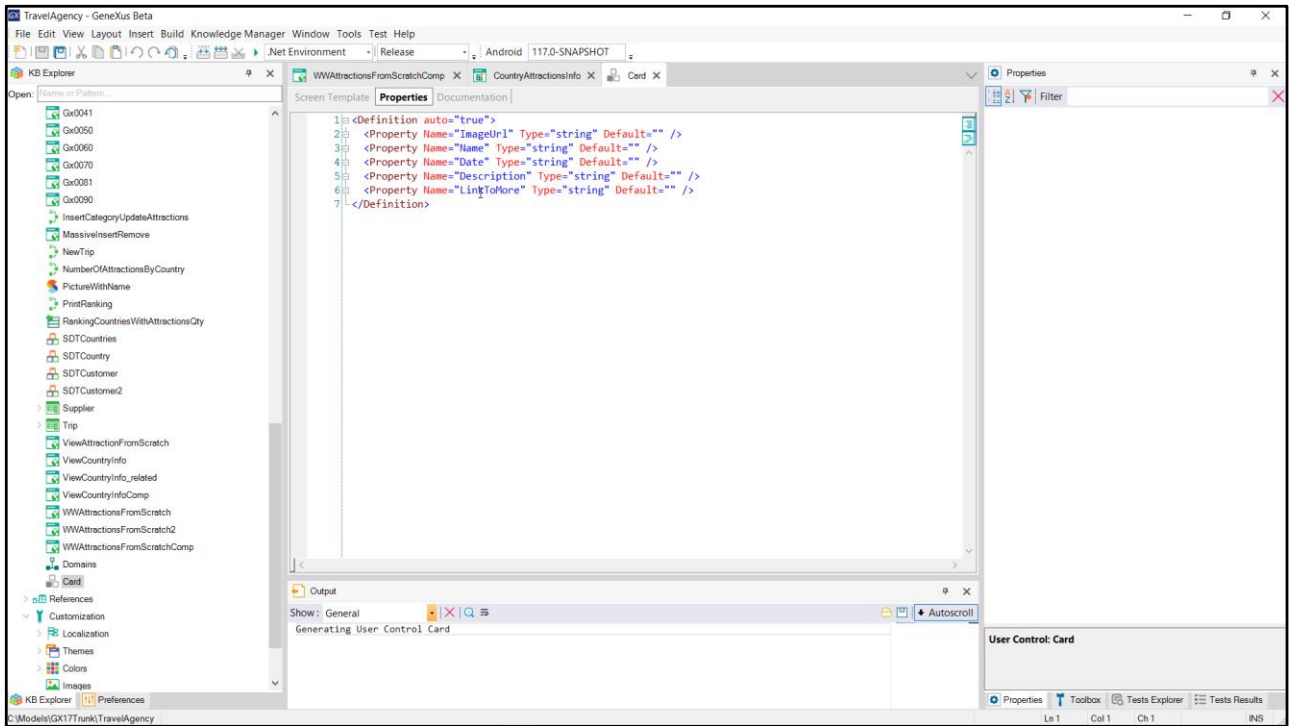 TravelAgency - GeneXus Beta
File Edit View Layout Insert Build Knowledge Manager Window Tools Test Help
.Net Environment Release Android 117.0-SNAPSHOT
KB Explorer
Open: Name or Pattern...
Gx0041
Gx0050
Gx0060
Gx0070
Gx0081
Gx0090
InsertCategoryUpdateAttractions
MassiveInsertRemove
NewTrip
NumberOfAttractionsByCountry
PictureWithName
PrintRanking
RankingCountriesWithAttractionsQty
SDTCountries
SDTCountry
SDTCustomer
SDTCustomer2
Supplier
Trip
ViewAttractionFromScratch
ViewCountryInfo
ViewCountryInfo_related
ViewCountryInfoComp
WWAttractionsFromScratch
WWAttractionsFromScratch2
WWAttractionsFromScratchComp
Domains
Card
References
Customization
Localization
Themes
Colors
Images
KB Explorer Preferences
WWAttractionsFromScratchComp CountryAttractionsInfo Card
Screen Template Properties Documentation
1 <Definition auto="true">
2 <Property Name="ImageUrl" Type="string" Default="" />
3 <Property Name="Name" Type="string" Default="" />
4 <Property Name="Date" Type="string" Default="" />
5 <Property Name="Description" Type="string" Default="" />
6 <Property Name="LinkToMore" Type="string" Default="" />
7 </Definition>
Output
Show: General Autoscroll
Generating User Control Card
Properties
Filter
User Control: Card
Properties Toolbox Tests Explorer Tests Results
C:\Models\GX17Trunk\TravelAgency Ln 1 Col 1 Ch 1 INS